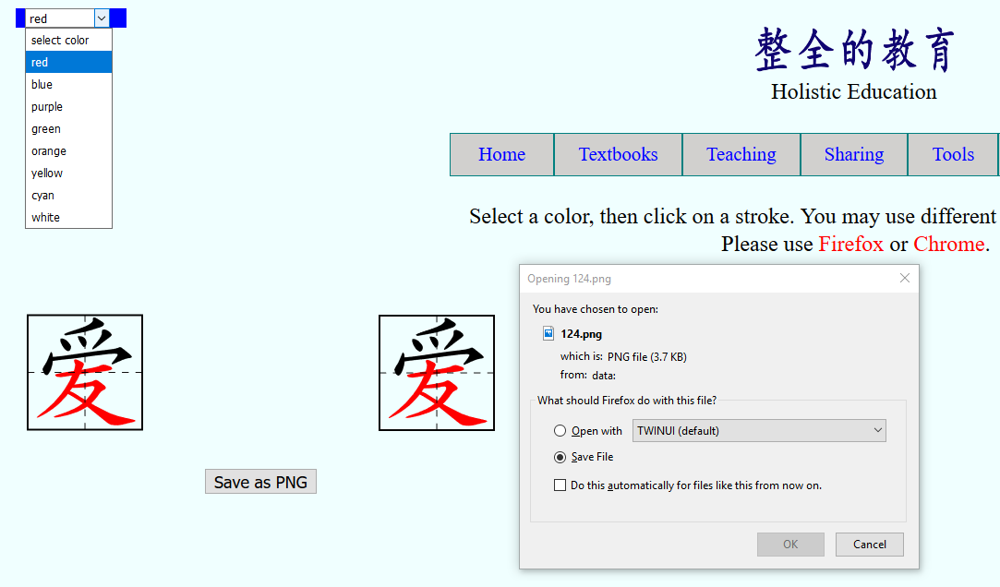 red
select color
red
blue
purple
green
orange
yellow
cyan
white
整全的教育
Holistic Education
Home Textbooks Teaching Sharing Tools
Select a color, then click on a stroke. You may use different
Please use Firefox or Chrome.
爱 爱
Save as PNG
Opening 124.png
You have chosen to open:
124.png
which is: PNG file (3.7 KB)
from: data:
What should Firefox do with this file?
Open with TWINUI (default)
Save File
Do this automatically for files like this from now on.
OK Cancel